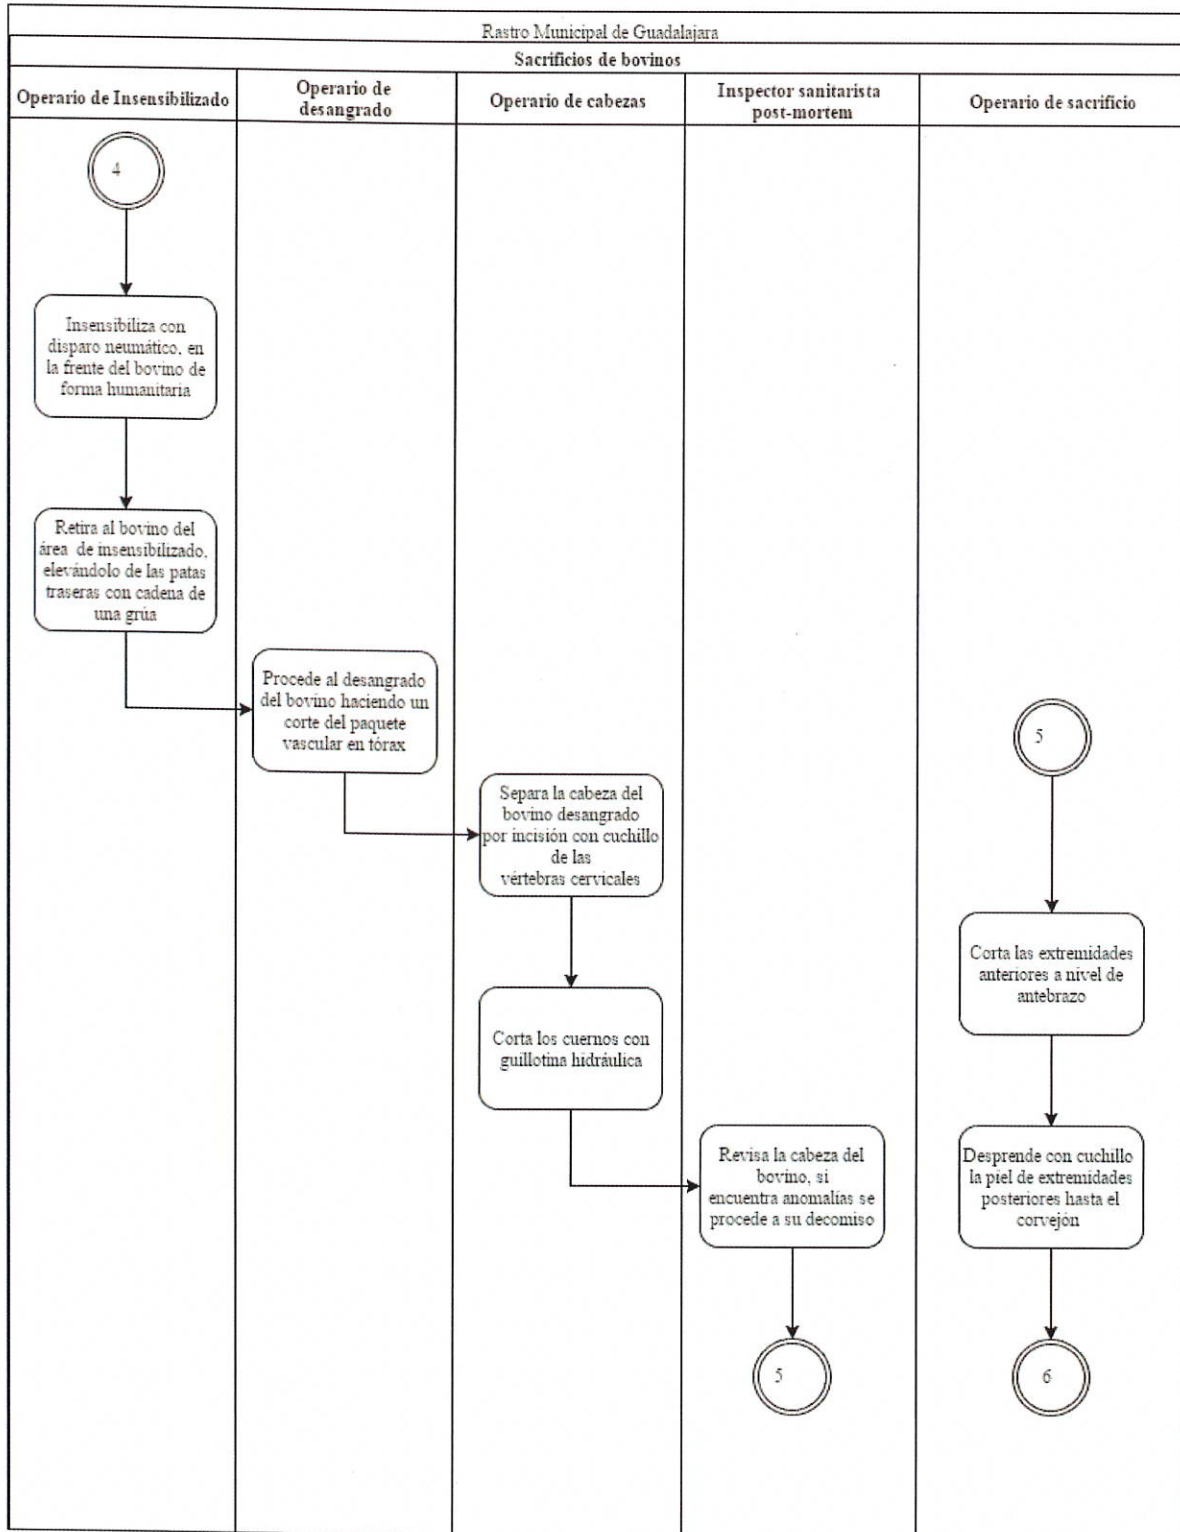 Rastro Municipal de Guadalajara
Sacrificios de bovinos
Operario de Insensibilizado
Operario de
desangrado
Operario de cabezas
Inspector sanitarista
post-mortem
Operario de sacrificio
4
Insensibiliza con
disparo neumático, en
la frente del bovino de
forma humanitaria
Retira al bovino del
área de insensibilizado,
elevándolo de las patas
traseras con cadena de
una grúa
Procede al desangrado
del bovino haciendo un
corte del paquete
vascular en tórax
Separa la cabeza del
bovino desangrado
por incisión con cuchillo
de las
vértebras cervicales
Corta los cuernos con
guillotina hidráulica
Revisa la cabeza del
bovino, si
encuentra anomalías se
procede a su decomiso
5
5
Corta las extremidades
anteriores a nivel de
antebrazo
Desprende con cuchillo
la piel de extremidades
posteriores hasta el
corvejón
6